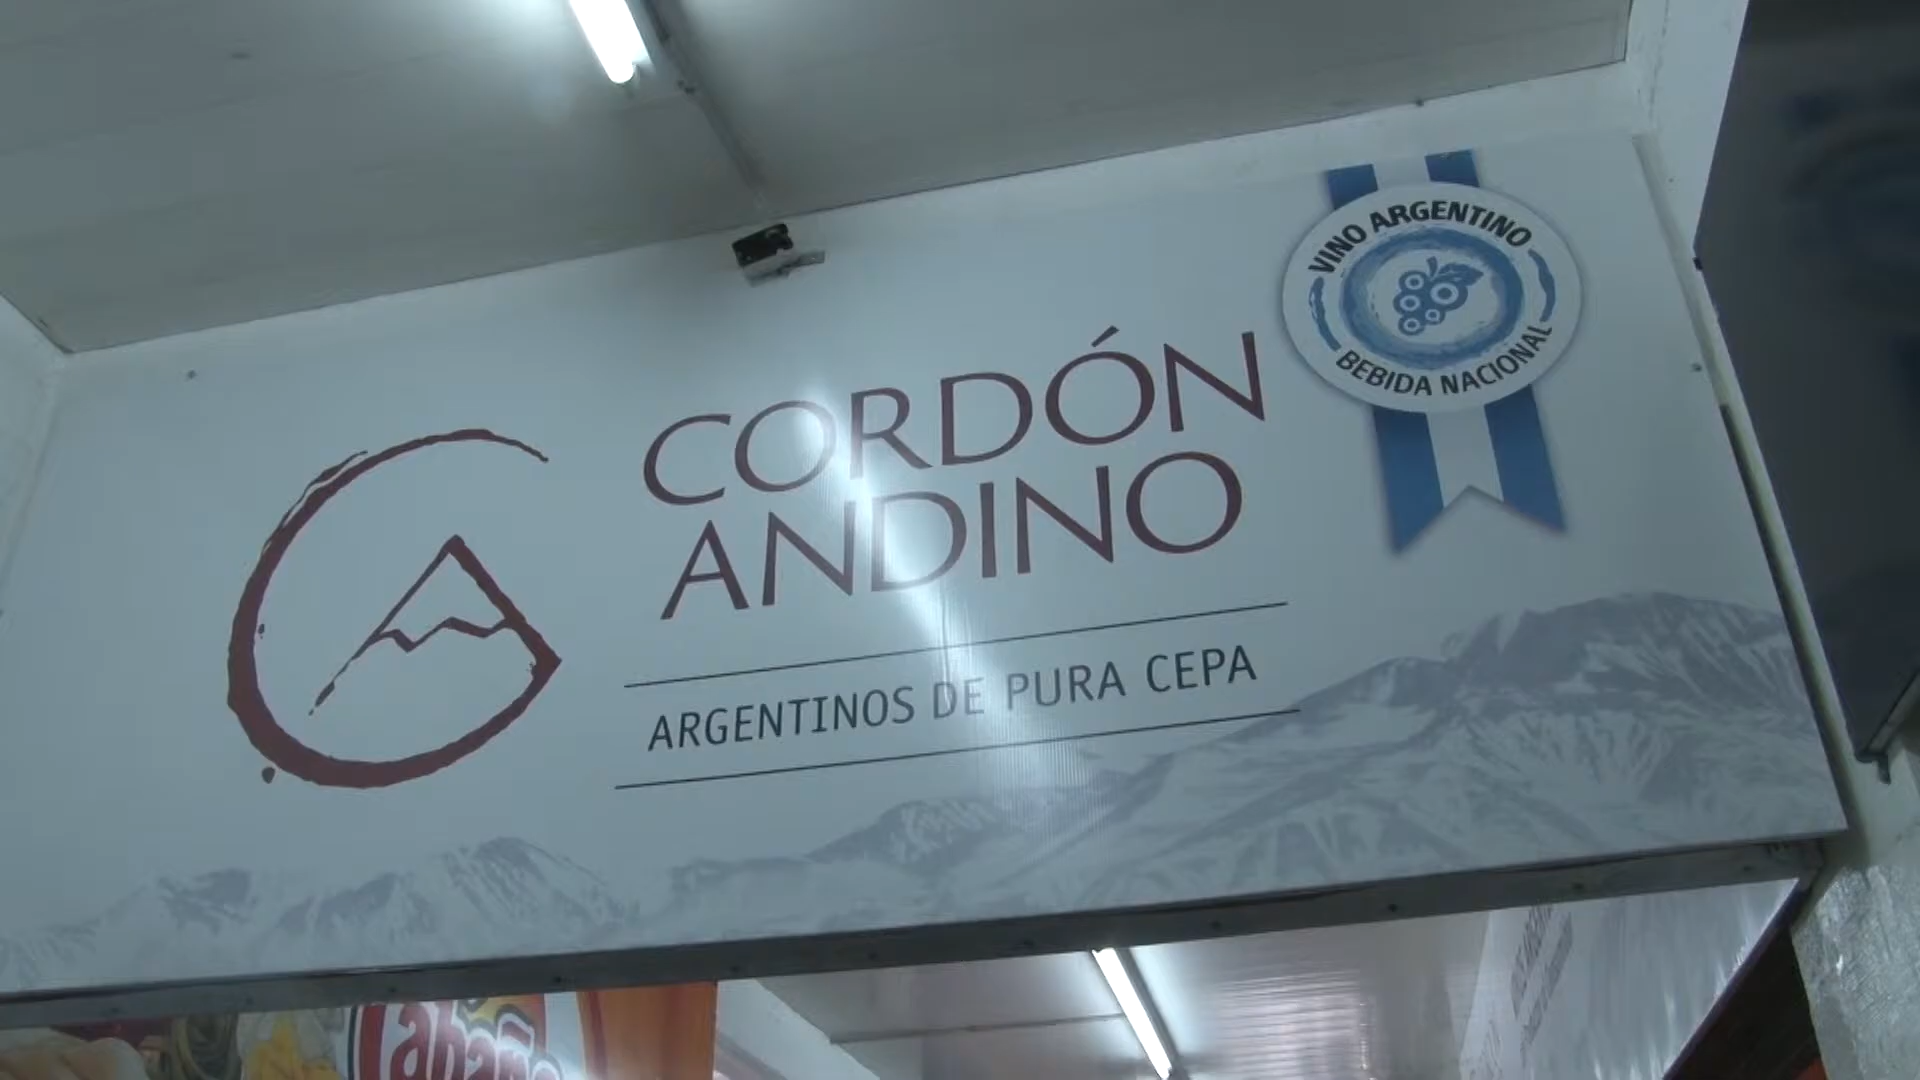 VINO ARGENTINO
BEBIDA NACIONAL
CORDÓN
ANDINO
ARGENTINOS DE PURA CEPA